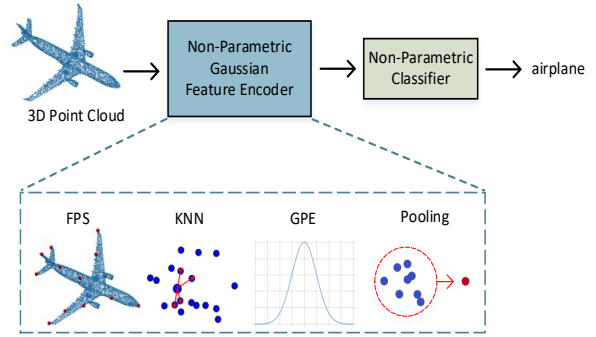 Non-Parametric
Gaussian
Feature Encoder
Non-Parametric
Classifier
airplane
3D Point Cloud
FPS
KNN
GPE
Pooling